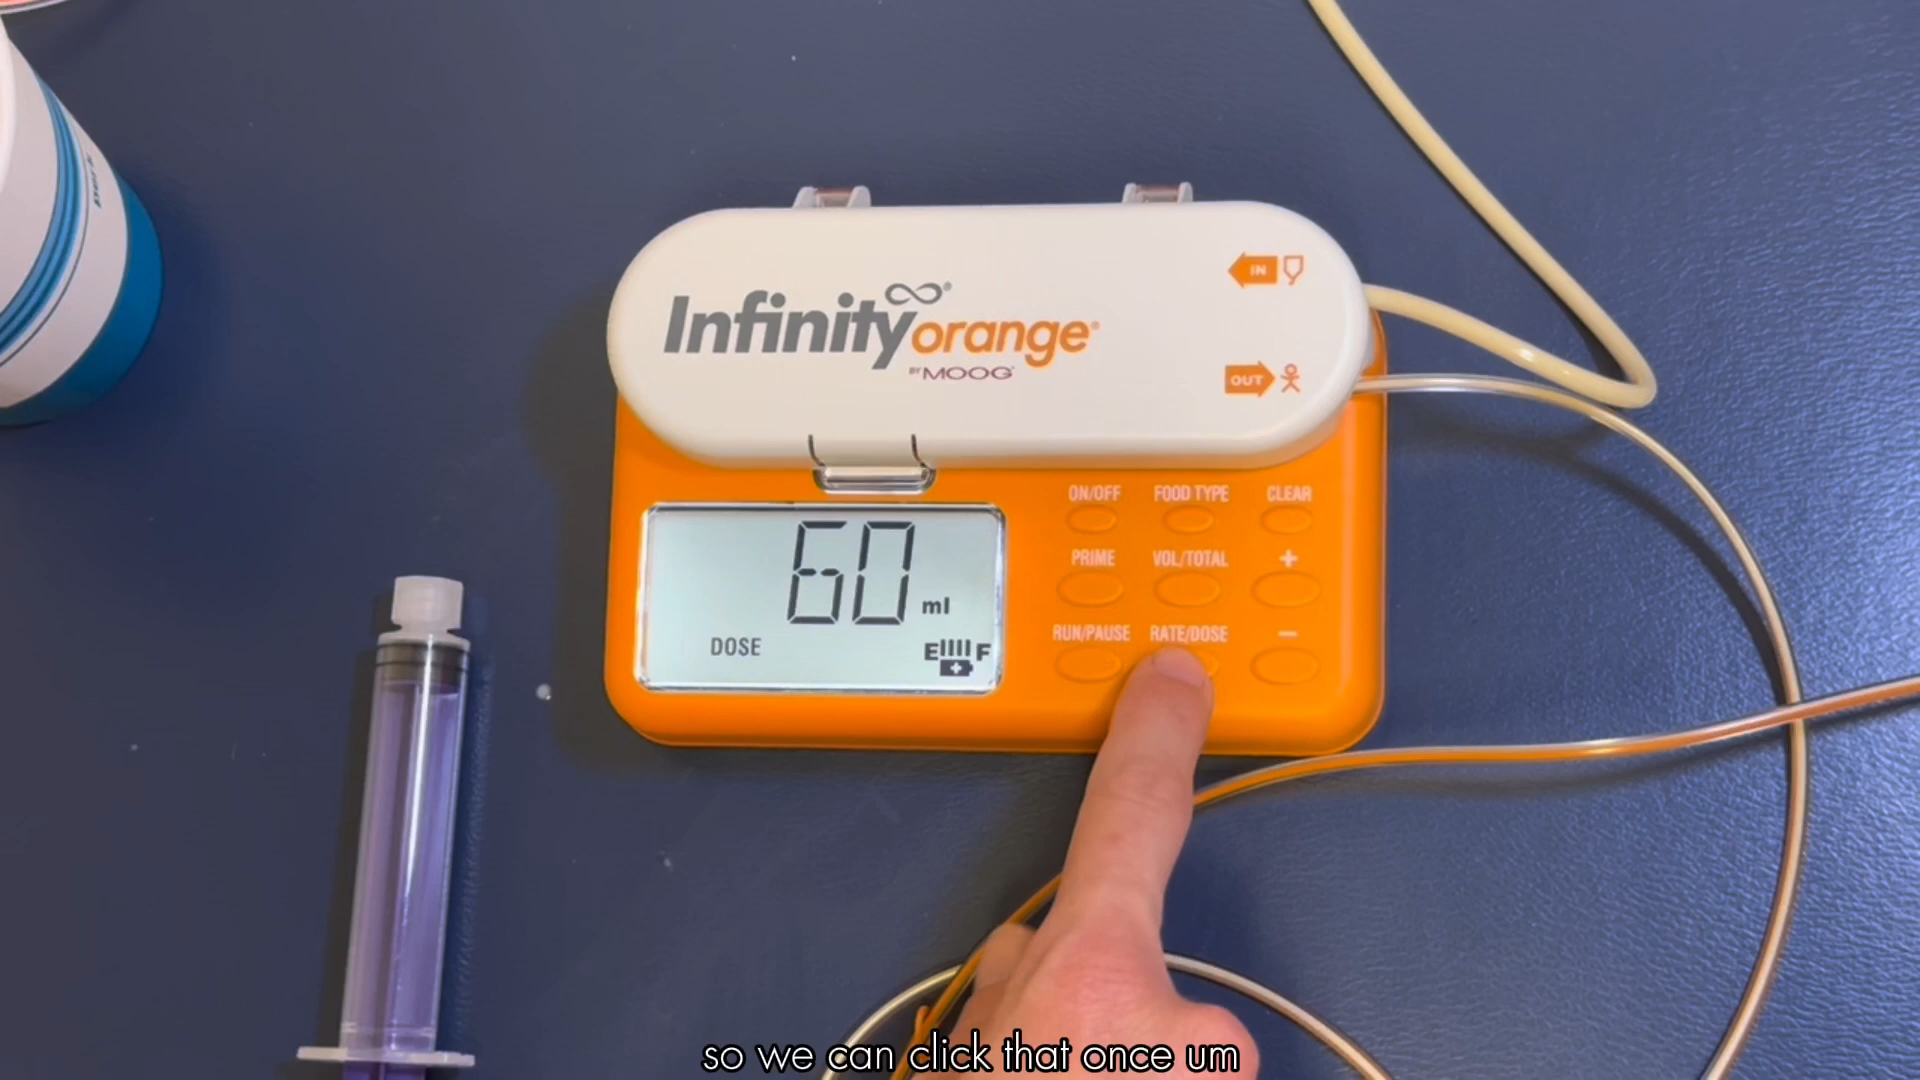 Infinity orange®
BY MOOG®
IN
OUT
ON/OFF FOOD TYPE CLEAR
PRIME VOL/TOTAL +
RUN/PAUSE RATE/DOSE −
60 ml
DOSE E F
so we can click that once um